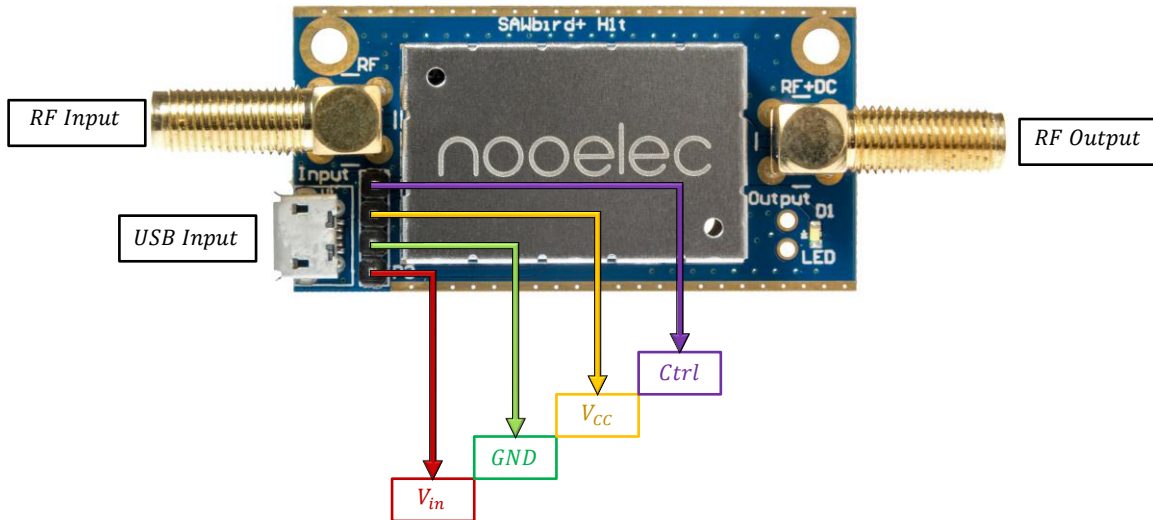 SAWbird+ H1t
RF
RF+DC
RF Input
RF Output
nooelec
Input
Output
D1
USB Input
LED
Ctrl
V_CC
GND
V_in